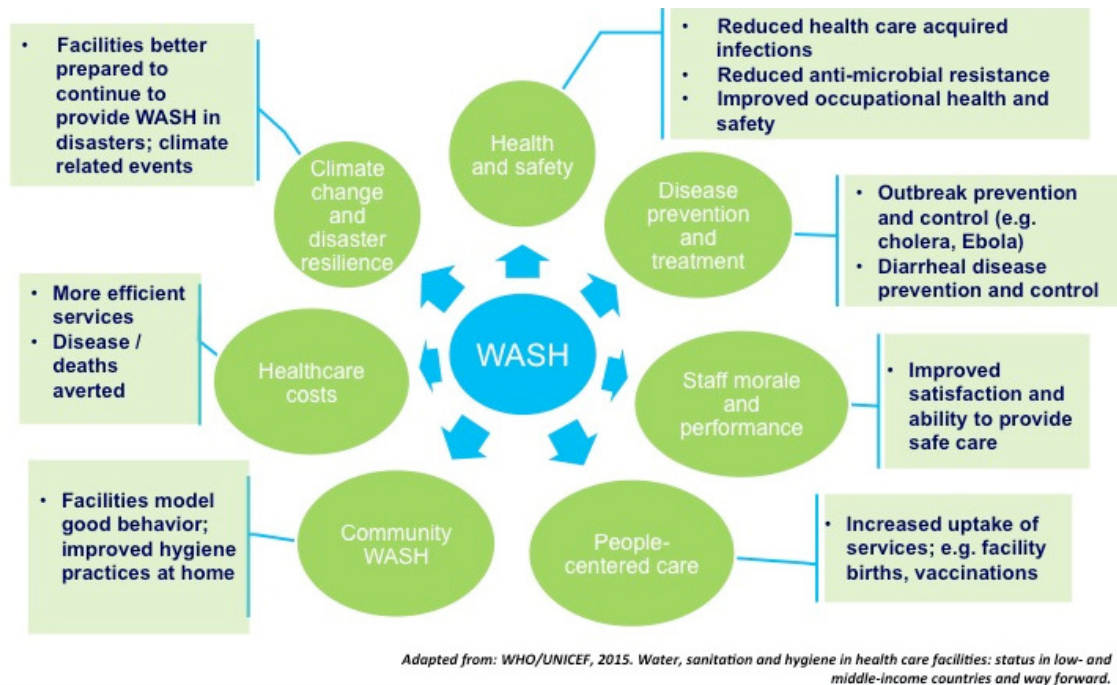 • Facilities better
prepared to
continue to
provide WASH in
disasters; climate
related events
• Reduced health care acquired
infections
• Reduced anti-microbial resistance
• Improved occupational health and
safety
Health
and safety
Climate
change
and
disaster
resilience
Disease
prevention
and
treatment
• Outbreak prevention
and control (e.g.
cholera, Ebola)
• Diarrheal disease
prevention and control
• More efficient
services
• Disease /
deaths
averted
Healthcare
costs
WASH
Staff morale
and
performance
• Improved
satisfaction and
ability to provide
safe care
• Facilities model
good behavior;
improved hygiene
practices at home
Community
WASH
People-
centered care
• Increased uptake of
services; e.g. facility
births, vaccinations
Adapted from: WHO/UNICEF, 2015. Water, sanitation and hygiene in health care facilities: status in low- and
middle-income countries and way forward.